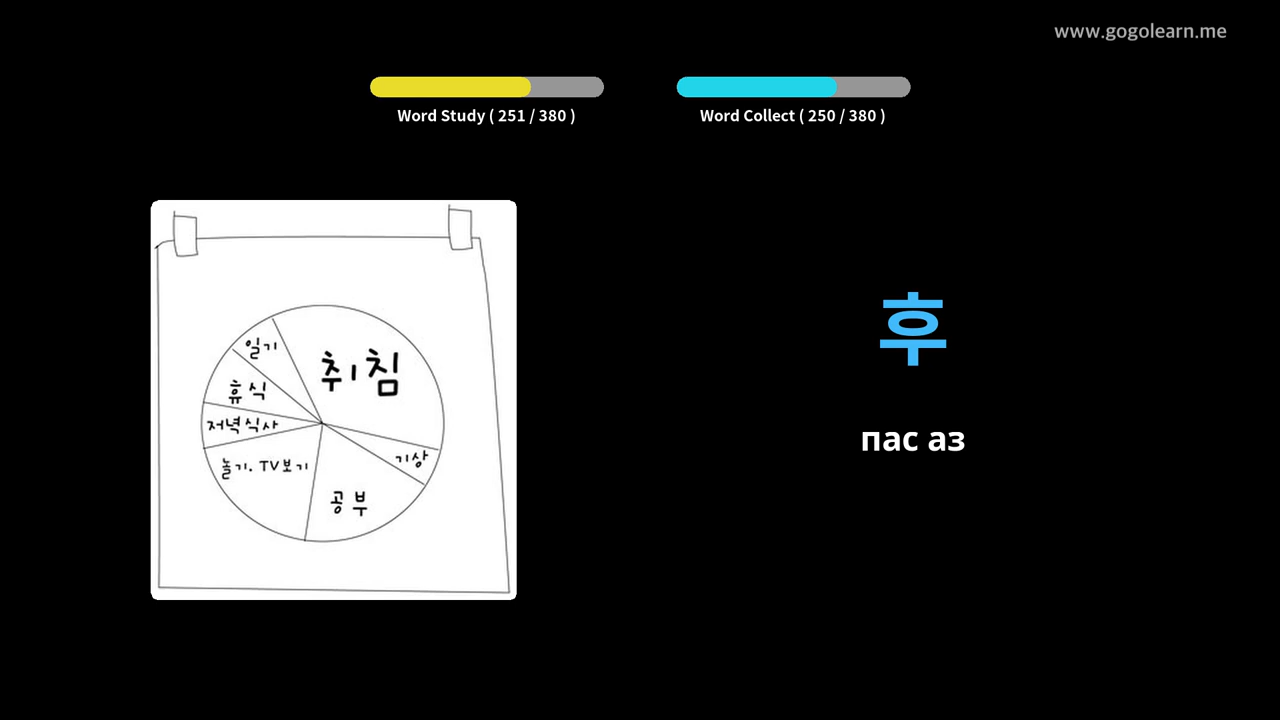 www.gogolearn.me
Word Study ( 251 / 380 )
Word Collect ( 250 / 380 )
일기
취침
휴식
저녁식사
놀기. TV보기
기상
공부
후
пас аз